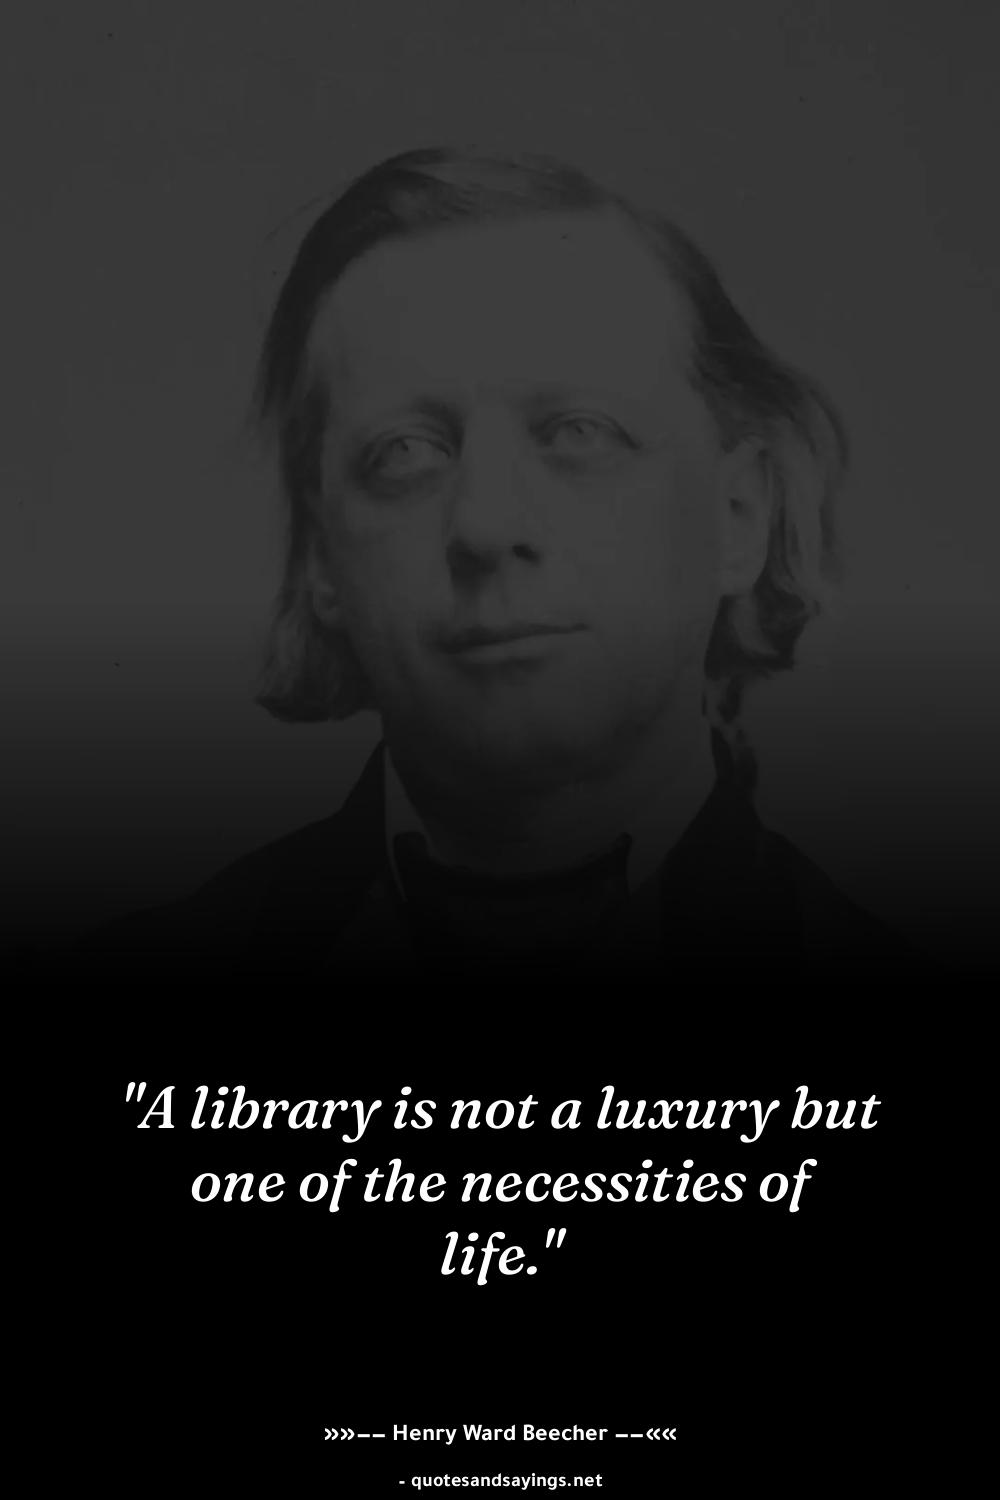 "A library is not a luxury but
one of the necessities of
life."
»»−− Henry Ward Beecher −−««
- quotesandsayings.net